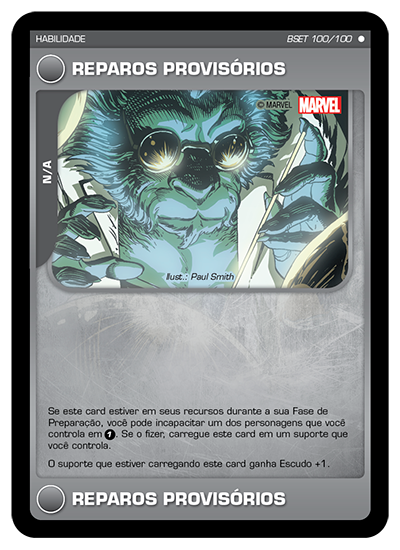 HABILIDADE BSET 100/100
REPAROS PROVISÓRIOS
© MARVEL MARVEL
N/A
Ilust.: Paul Smith
Se este card estiver em seus recursos durante a sua Fase de
Preparação, você pode incapacitar um dos personagens que você
controla em 1. Se o fizer, carregue este card em um suporte que
você controla.
O suporte que estiver carregando este card ganha Escudo +1.
REPAROS PROVISÓRIOS